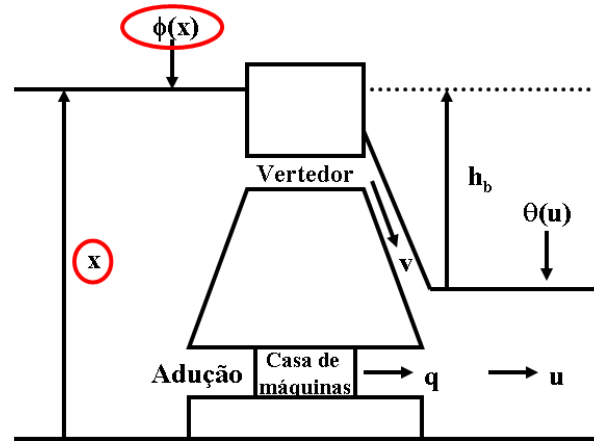 ϕ(x)
Vertedor
h_b
θ(u)
x
v
Adução
Casa de
máquinas
q
u